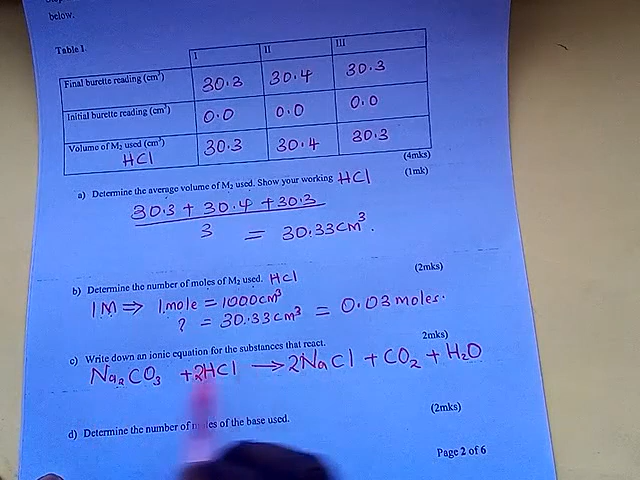 below.
Table 1.
I II III
Final burette reading (cm³) 30.3 30.4 30.3
Initial burette reading (cm³) 0.0 0.0 0.0
Volume of M₂ used (cm³) 30.3 30.4 30.3
HCl
(4mks)
a) Determine the average volume of M₂ used. Show your working HCl (1mk)
30.3 + 30.4 + 30.3
3 = 30.33cm³.
b) Determine the number of moles of M₂ used. HCl (2mks)
1M ⇒ 1mole = 1000cm³
? = 30.33cm³ = 0.03 moles.
c) Write down an ionic equation for the substances that react. 2mks)
Na₂CO₃ + 2HCl → 2NaCl + CO₂ + H₂O
(2mks)
d) Determine the number of moles of the base used.
Page 2 of 6